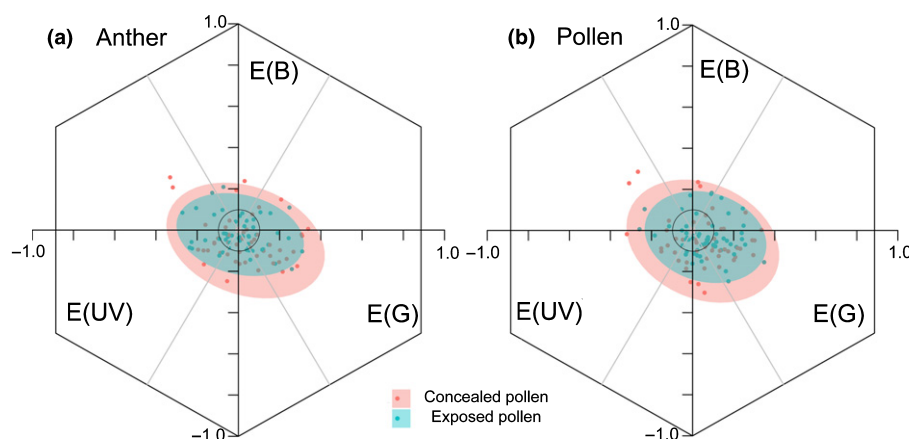 (a) Anther
1.0
E(B)
−1.0
1.0
E(UV)
E(G)
−1.0
(b) Pollen
1.0
E(B)
−1.0
1.0
E(UV)
E(G)
−1.0
Concealed pollen
Exposed pollen